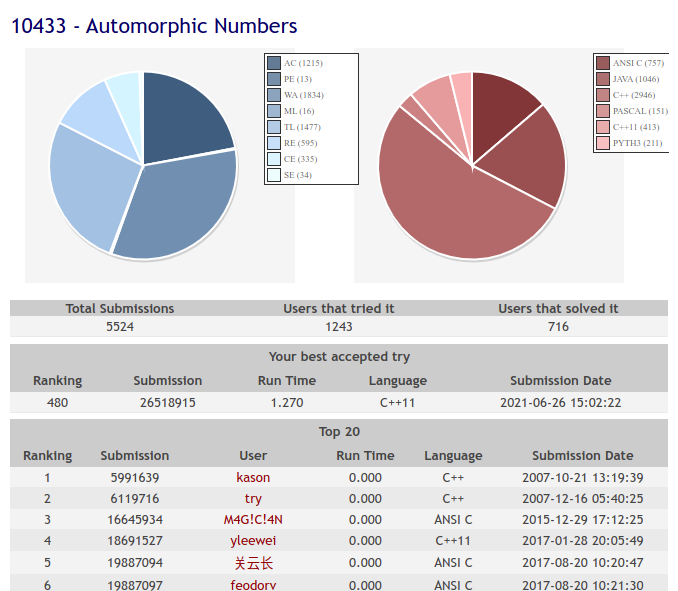 10433 - Automorphic Numbers
AC (1215)
PE (13)
WA (1834)
ML (16)
TL (1477)
RE (595)
CE (335)
SE (34)
ANSI C (757)
JAVA (1046)
C++ (2946)
PASCAL (151)
C++11 (413)
PYTH3 (211)
Total Submissions Users that tried it Users that solved it
5524 1243 716
Your best accepted try
Ranking Submission Run Time Language Submission Date
480 26518915 1.270 C++11 2021-06-26 15:02:22
Top 20
Ranking Submission User Run Time Language Submission Date
1 5991639 kason 0.000 C++ 2007-10-21 13:19:39
2 6119716 try 0.000 C++ 2007-12-16 05:40:25
3 16645934 M4G!C!4N 0.000 ANSI C 2015-12-29 17:12:25
4 18691527 yleewei 0.000 C++11 2017-01-28 20:05:49
5 19887094 关云长 0.000 ANSI C 2017-08-20 10:20:47
6 19887097 feodorv 0.000 ANSI C 2017-08-20 10:21:30